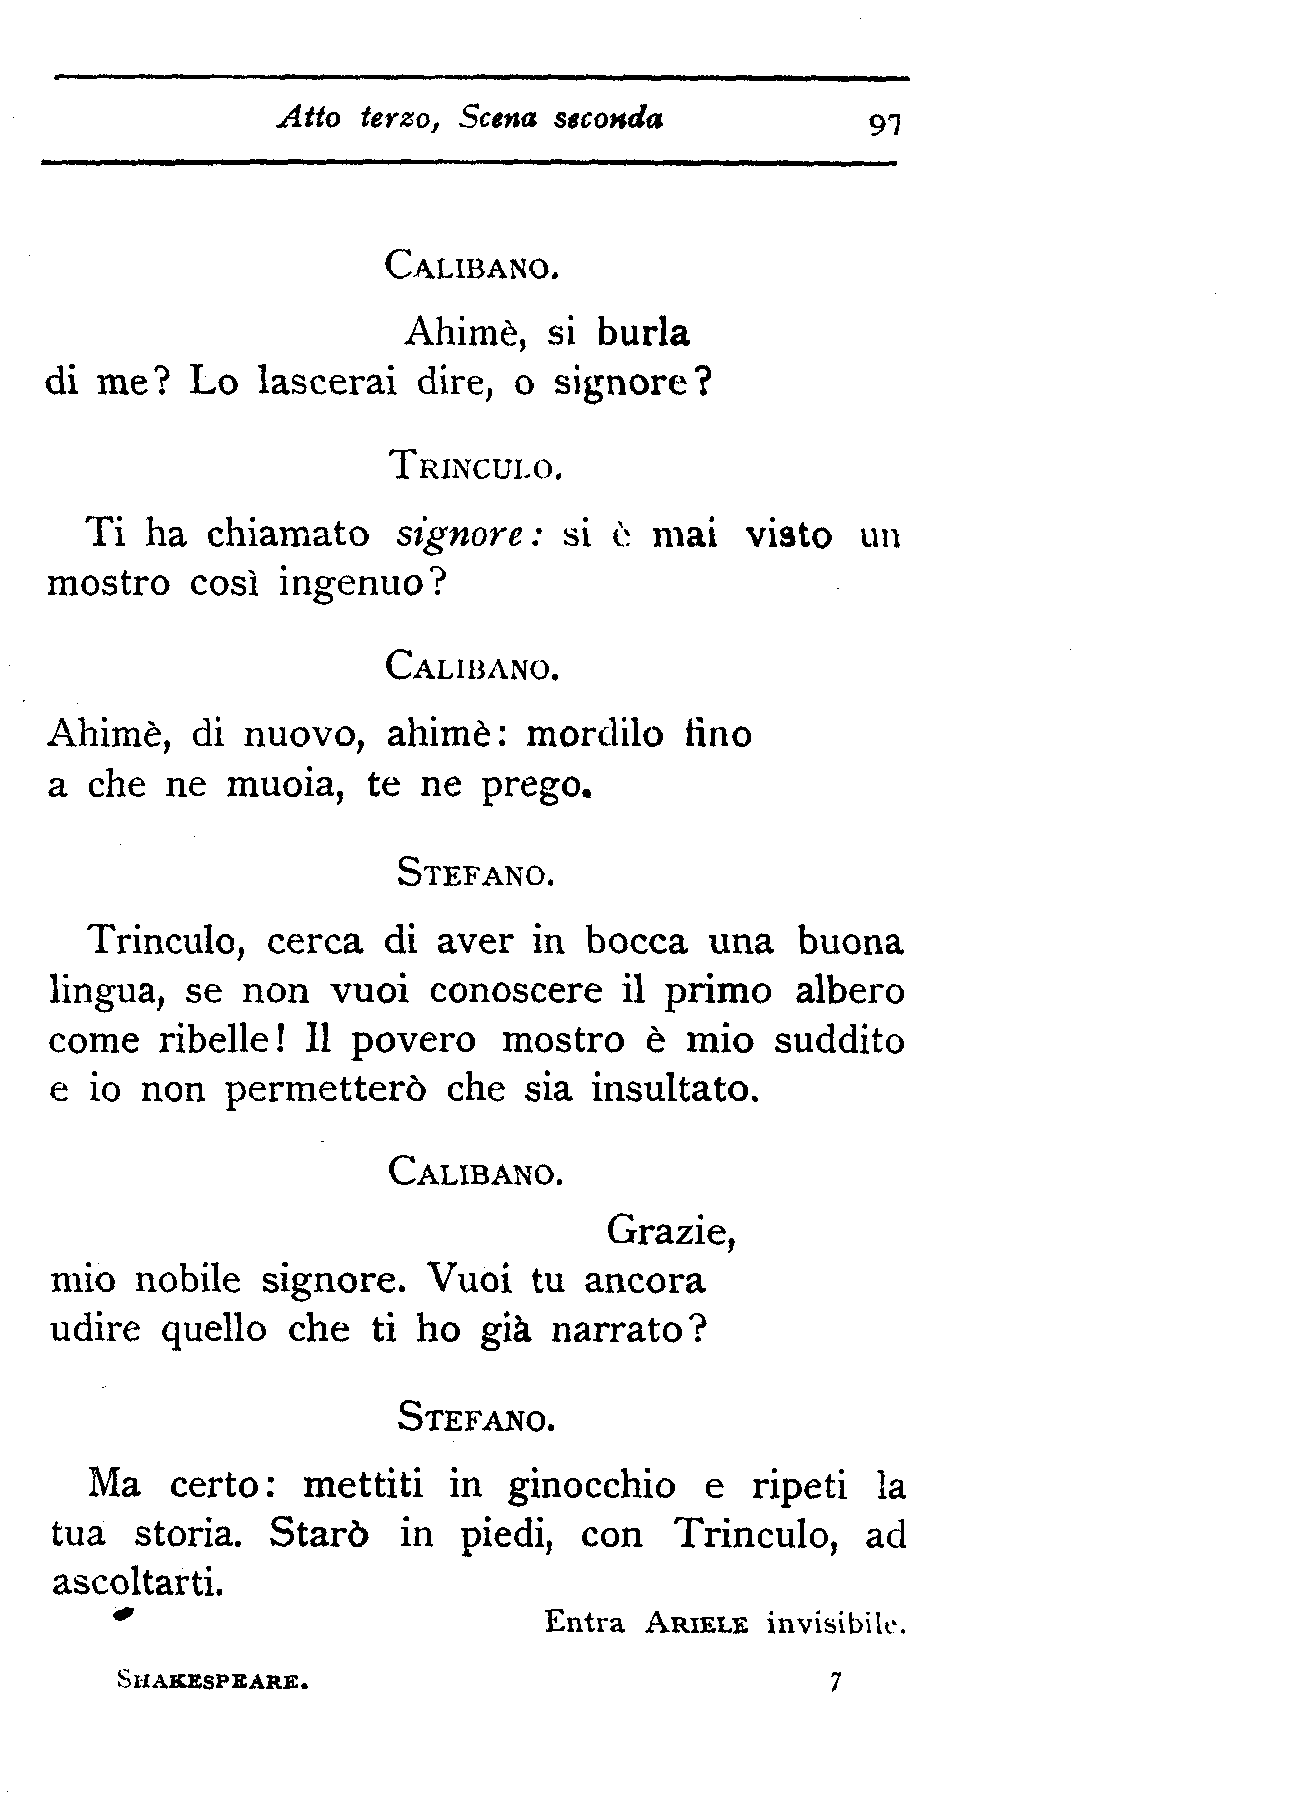 Atto terzo, Scena seconda 97
CALIBANO.
Ahimè, si burla
di me? Lo lascerai dire, o signore?
TRINCULO.
Ti ha chiamato signore: si è mai visto un
mostro così ingenuo?
CALIBANO.
Ahimè, di nuovo, ahimè: mordilo fino
a che ne muoia, te ne prego.
STEFANO.
Trinculo, cerca di aver in bocca una buona
lingua, se non vuoi conoscere il primo albero
come ribelle! Il povero mostro è mio suddito
e io non permetterò che sia insultato.
CALIBANO.
Grazie,
mio nobile signore. Vuoi tu ancora
udire quello che ti ho già narrato?
STEFANO.
Ma certo: mettiti in ginocchio e ripeti la
tua storia. Starò in piedi, con Trinculo, ad
ascoltarti.
Entra ARIELE invisibile.
SHAKESPEARE. 7